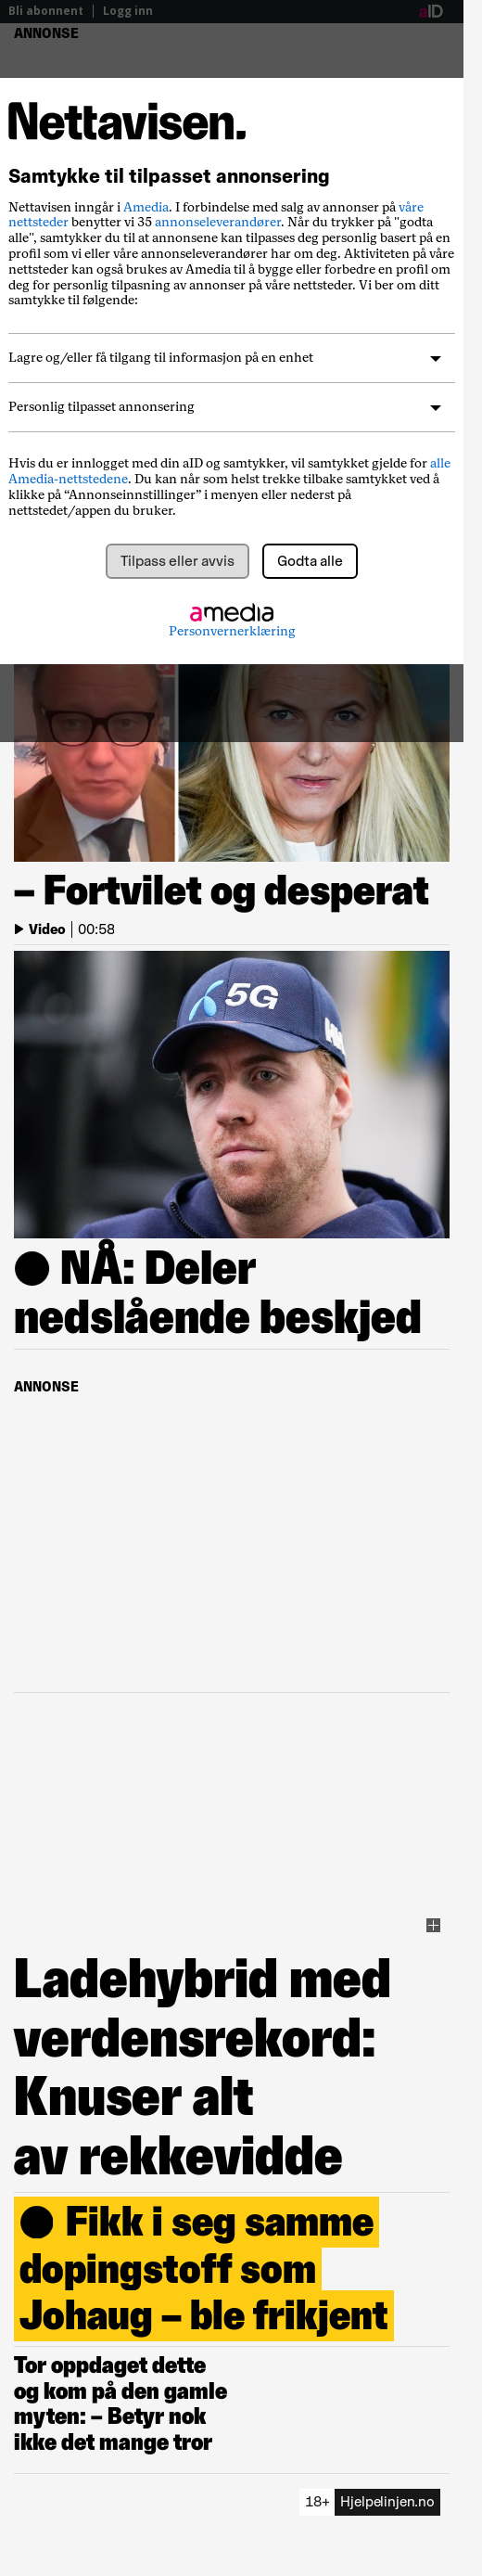 Bli abonnent | Logg inn
aID
ANNONSE
Nettavisen.
Samtykke til tilpasset annonsering
Nettavisen inngår i Amedia. I forbindelse med salg av annonser på våre
nettsteder benytter vi 35 annonseleverandører. Når du trykker på "godta
alle", samtykker du til at annonsene kan tilpasses deg personlig basert på en
profil som vi eller våre annonseleverandører har om deg. Aktiviteten på våre
nettsteder kan også brukes av Amedia til å bygge eller forbedre en profil om
deg for personlig tilpasning av annonser på våre nettsteder. Vi ber om ditt
samtykke til følgende:
Lagre og/eller få tilgang til informasjon på en enhet
Personlig tilpasset annonsering
Hvis du er innlogget med din aID og samtykker, vil samtykket gjelde for alle
Amedia-nettstedene. Du kan når som helst trekke tilbake samtykket ved å
klikke på “Annonseinnstillinger” i menyen eller nederst på
nettstedet/appen du bruker.
Tilpass eller avvis
Godta alle
amedia
Personvernerklæring
– Fortvilet og desperat
Video | 00:58
5G
NÅ: Deler
nedslående beskjed
ANNONSE
Ladehybrid med
verdensrekord:
Knuser alt
av rekkevidde
Fikk i seg samme
dopingstoff som
Johaug – ble frikjent
Tor oppdaget dette
og kom på den gamle
myten: – Betyr nok
ikke det mange tror
18+ Hjelpelinjen.no